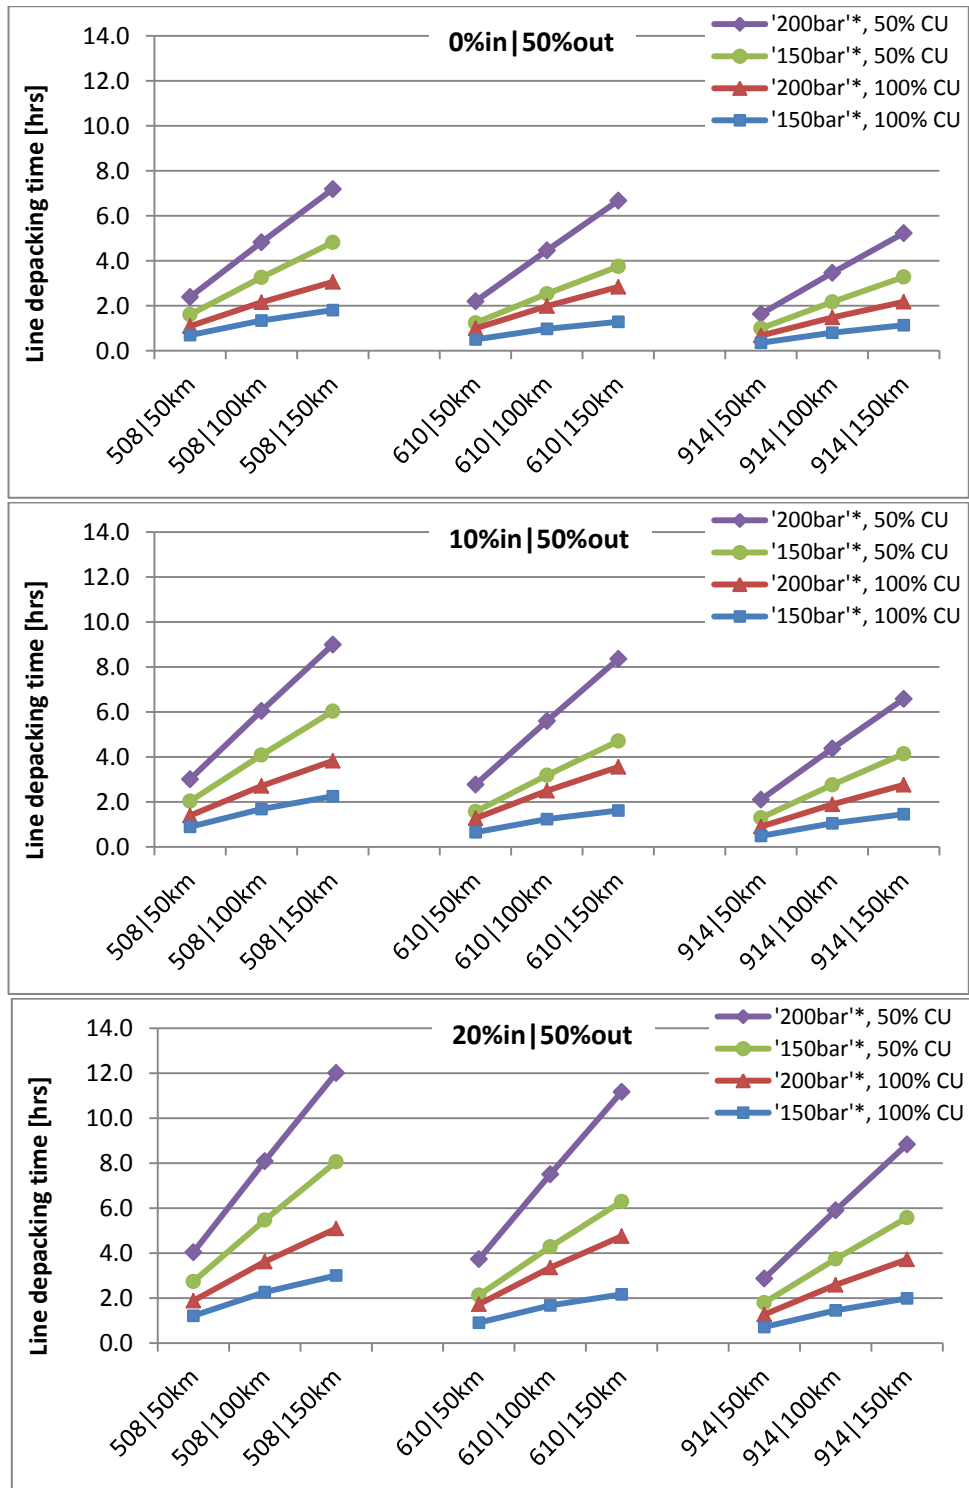 0%in|50%out
'200bar'*, 50% CU
'150bar'*, 50% CU
'200bar'*, 100% CU
'150bar'*, 100% CU
Line depacking time [hrs]
14.0
12.0
10.0
8.0
6.0
4.0
2.0
0.0
508|50km
508|100km
508|150km
610|50km
610|100km
610|150km
914|50km
914|100km
914|150km
10%in|50%out
'200bar'*, 50% CU
'150bar'*, 50% CU
'200bar'*, 100% CU
'150bar'*, 100% CU
Line depacking time [hrs]
14.0
12.0
10.0
8.0
6.0
4.0
2.0
0.0
508|50km
508|100km
508|150km
610|50km
610|100km
610|150km
914|50km
914|100km
914|150km
20%in|50%out
'200bar'*, 50% CU
'150bar'*, 50% CU
'200bar'*, 100% CU
'150bar'*, 100% CU
Line depacking time [hrs]
14.0
12.0
10.0
8.0
6.0
4.0
2.0
0.0
508|50km
508|100km
508|150km
610|50km
610|100km
610|150km
914|50km
914|100km
914|150km